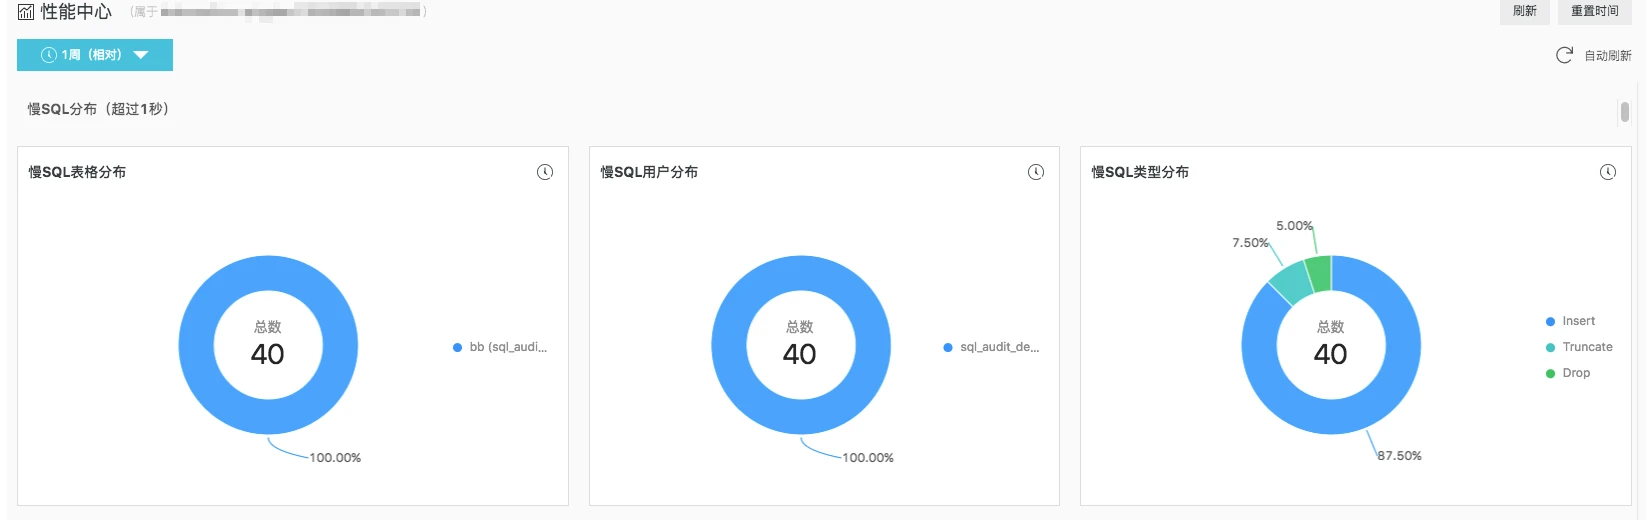 性能中心 (属于 )
刷新 重置时间
1周（相对） 自动刷新
慢SQL分布（超过1秒）
慢SQL表格分布
总数
40
bb (sql_audi...
100.00%
慢SQL用户分布
总数
40
sql_audit_de...
100.00%
慢SQL类型分布
5.00%
7.50%
总数
40
Insert
Truncate
Drop
87.50%